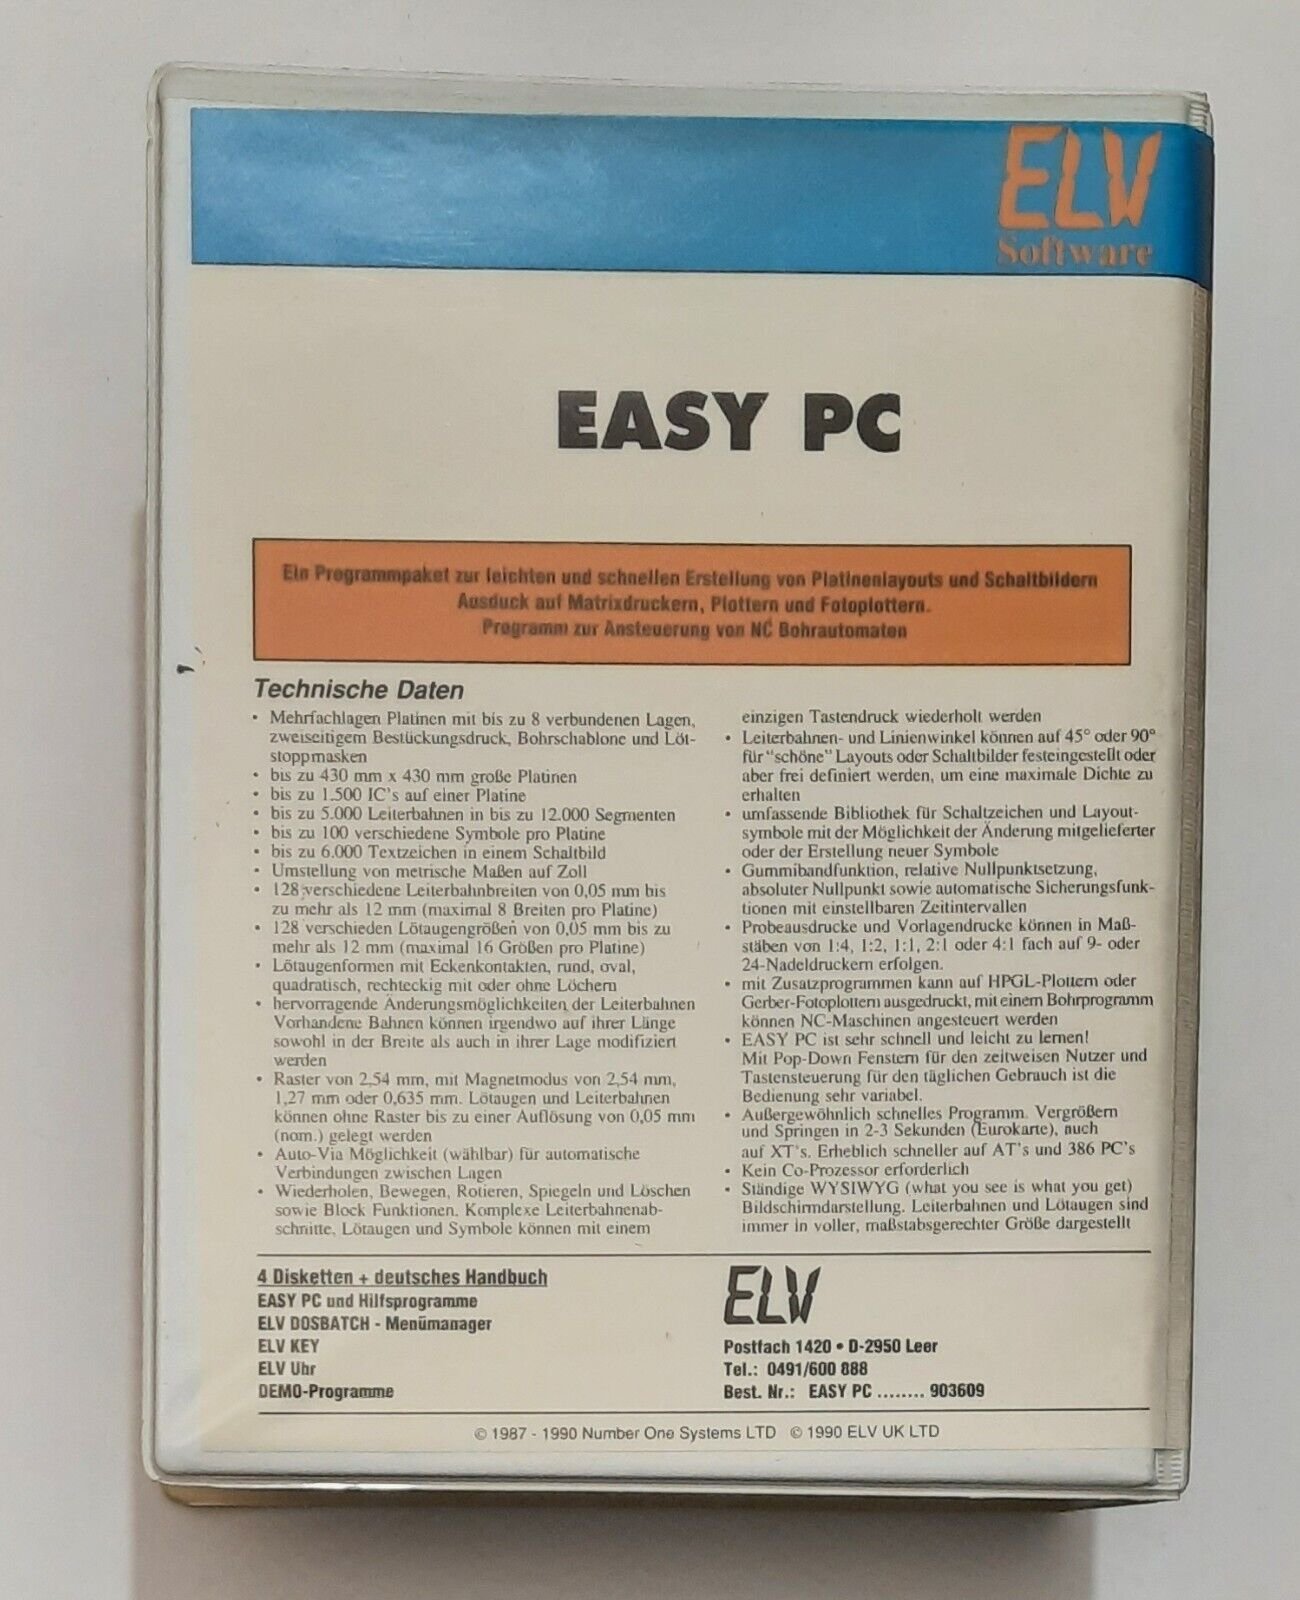 ELV
Software
EASY PC
Ein Programmpaket zur leichten und schnellen Erstellung von Platinenlayouts und Schaltbildern
Ausduck auf Matrixdruckern, Plottern und Fotoplottern.
Programm zur Ansteuerung von NC Bohrautomaten
Technische Daten
• Mehrfachlagen Platinen mit bis zu 8 verbundenen Lagen,
zweiseitigem Bestückungsdruck, Bohrschablone und Löt-
stoppmasken
• bis zu 430 mm x 430 mm große Platinen
• bis zu 1.500 IC's auf einer Platine
• bis zu 5.000 Leiterbahnen in bis zu 12.000 Segmenten
• bis zu 100 verschiedene Symbole pro Platine
• bis zu 6.000 Textzeichen in einem Schaltbild
• Umstellung von metrische Maßen auf Zoll
• 128 verschiedene Leiterbahnbreiten von 0,05 mm bis
zu mehr als 12 mm (maximal 8 Breiten pro Platine)
• 128 verschieden Lötaugengrößen von 0,05 mm bis zu
mehr als 12 mm (maximal 16 Größen pro Platine)
• Lötaugenformen mit Eckenkontakten, rund, oval,
quadratisch, rechteckig mit oder ohne Löchern
• hervorragende Änderungsmöglichkeiten der Leiterbahnen
Vorhandene Bahnen können irgendwo auf ihrer Länge
sowohl in der Breite als auch in ihrer Lage modifiziert
werden
• Raster von 2,54 mm, mit Magnetmodus von 2,54 mm,
1,27 mm oder 0,635 mm. Lötaugen und Leiterbahnen
können ohne Raster bis zu einer Auflösung von 0,05 mm
(nom.) gelegt werden
• Auto-Via Möglichkeit (wählbar) für automatische
Verbindungen zwischen Lagen
• Wiederholen, Bewegen, Rotieren, Spiegeln und Löschen
sowie Block Funktionen. Komplexe Leiterbahnenab-
schnitte, Lötaugen und Symbole können mit einem
einzigen Tastendruck wiederholt werden
• Leiterbahnen- und Linienwinkel können auf 45° oder 90°
für "schöne" Layouts oder Schaltbilder festeingestellt oder
aber frei definiert werden, um eine maximale Dichte zu
erhalten
• umfassende Bibliothek für Schaltzeichen und Layout-
symbole mit der Möglichkeit der Änderung mitgelieferter
oder der Erstellung neuer Symbole
• Gummibandfunktion, relative Nullpunktsetzung,
absoluter Nullpunkt sowie automatische Sicherungsfunk-
tionen mit einstellbaren Zeitintervallen
• Probeausdrucke und Vorlagendrucke können in Maß-
stäben von 1:4, 1:2, 1:1, 2:1 oder 4:1 fach auf 9- oder
24-Nadeldruckern erfolgen.
• mit Zusatzprogrammen kann auf HPGL-Plottern oder
Gerber-Fotoplottern ausgedruckt, mit einem Bohrprogramm
können NC-Maschinen angesteuert werden
• EASY PC ist sehr schnell und leicht zu lernen!
Mit Pop-Down Fenstern für den zeitweisen Nutzer und
Tastensteuerung für den täglichen Gebrauch ist die
Bedienung sehr variabel.
• Außergewöhnlich schnelles Programm. Vergrößern
und Springen in 2-3 Sekunden (Eurokarte), auch
auf XT's. Erheblich schneller auf AT's und 386 PC's
• Kein Co-Prozessor erforderlich
• Ständige WYSIWYG (what you see is what you get)
Bildschirmdarstellung. Leiterbahnen und Lötaugen sind
immer in voller, maßstabsgerechter Größe dargestellt
4 Disketten + deutsches Handbuch
EASY PC und Hilfsprogramme
ELV DOSBATCH - Menümanager
ELV KEY
ELV Uhr
DEMO-Programme
ELV
Postfach 1420 • D-2950 Leer
Tel.: 0491/600 888
Best. Nr.: EASY PC ........ 903609
© 1987 - 1990 Number One Systems LTD © 1990 ELV UK LTD